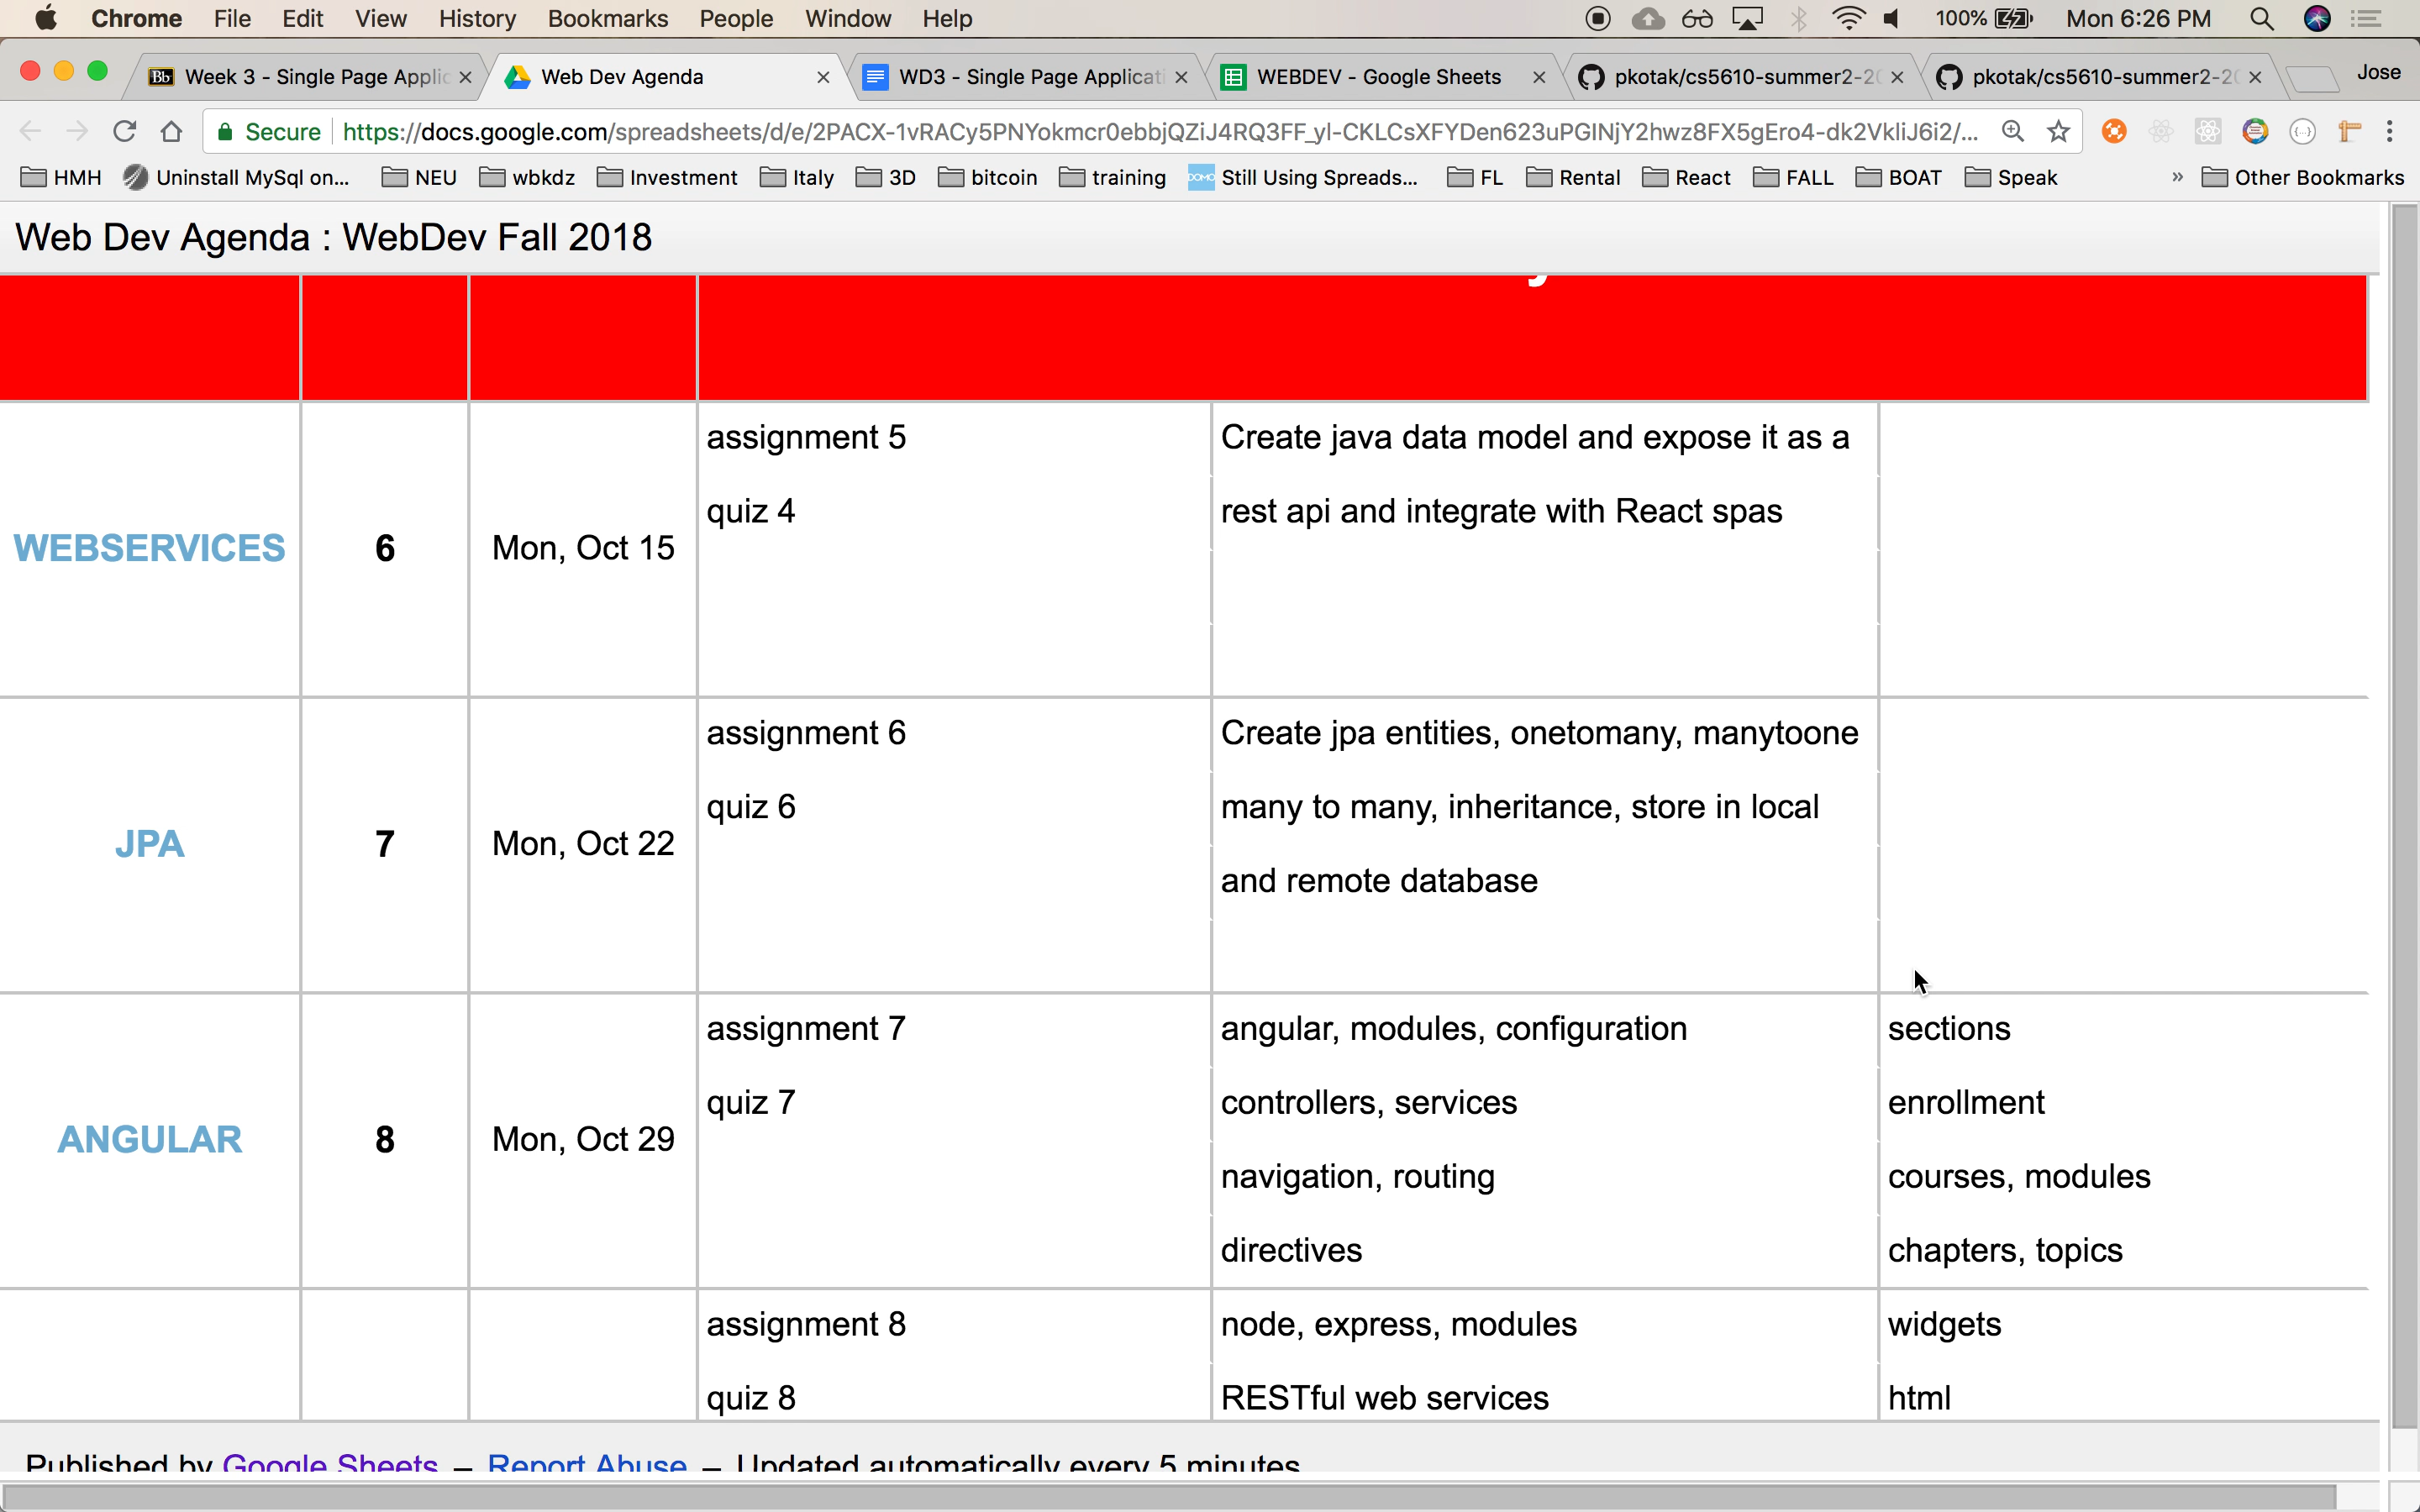 Chrome File Edit View History Bookmarks People Window Help 100% Mon 6:26 PM
Bb Week 3 - Single Page Applic Web Dev Agenda WD3 - Single Page Applicati WEBDEV - Google Sheets pkotak/cs5610-summer2-20 pkotak/cs5610-summer2-20 Jose
Secure https://docs.google.com/spreadsheets/d/e/2PACX-1vRACy5PNYokmcr0ebbjQZiJ4RQ3FF_yl-CKLCsXFYDen623uPGINjY2hwz8FX5gEro4-dk2VkliJ6i2/...
HMH Uninstall MySql on... NEU wbkdz Investment Italy 3D bitcoin training DOMO Still Using Spreads... FL Rental React FALL BOAT Speak » Other Bookmarks
Web Dev Agenda : WebDev Fall 2018
WEBSERVICES
6
Mon, Oct 15
assignment 5
quiz 4
Create java data model and expose it as a
rest api and integrate with React spas
JPA
7
Mon, Oct 22
assignment 6
quiz 6
Create jpa entities, onetomany, manytoone
many to many, inheritance, store in local
and remote database
ANGULAR
8
Mon, Oct 29
assignment 7
quiz 7
angular, modules, configuration
controllers, services
navigation, routing
directives
sections
enrollment
courses, modules
chapters, topics
assignment 8
quiz 8
node, express, modules
RESTful web services
widgets
html
Published by Google Sheets – Report Abuse – Updated automatically every 5 minutes